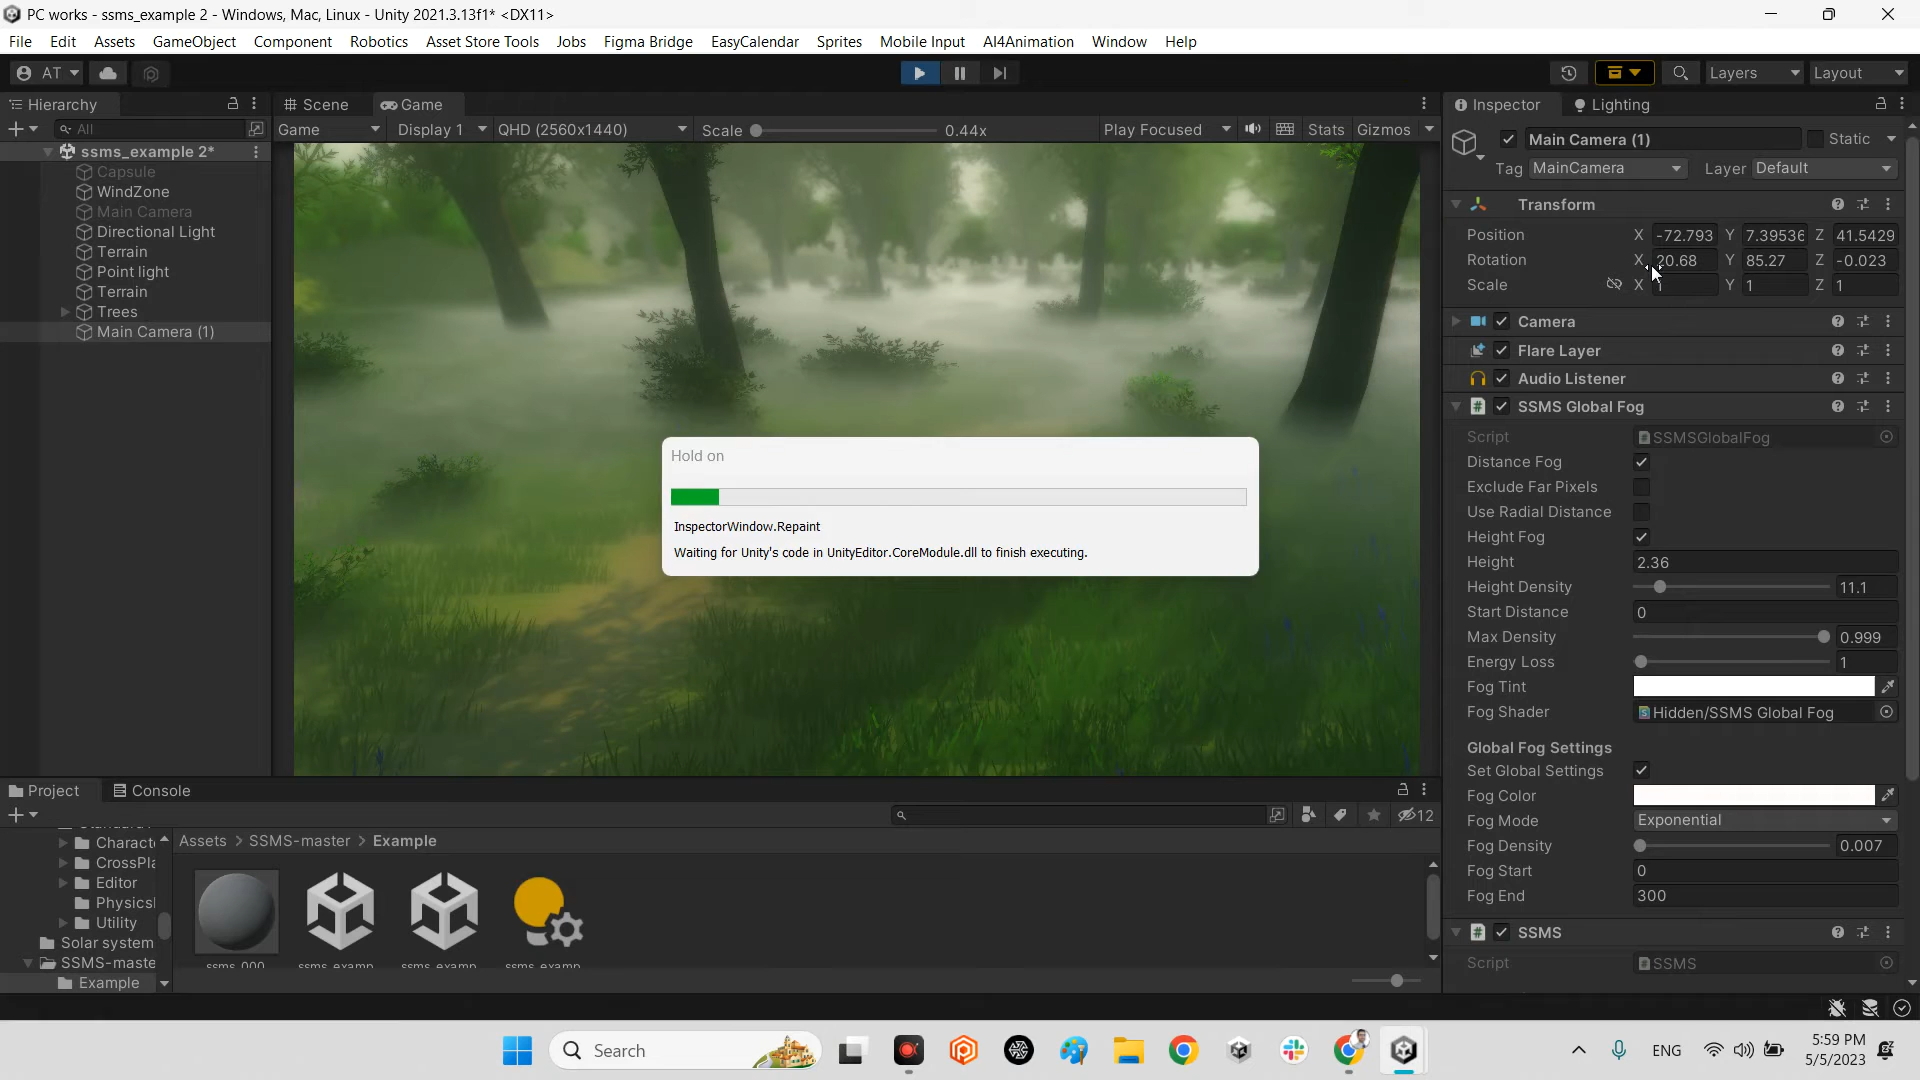 PC works - ssms_example 2 - Windows, Mac, Linux - Unity 2021.3.13f1* <DX11>
File Edit Assets GameObject Component Robotics Asset Store Tools Jobs Figma Bridge EasyCalendar Sprites Mobile Input AI4Animation Window Help
AT
Layers
Layout
Hierarchy
All
ssms_example 2*
Capsule
WindZone
Main Camera
Directional Light
Terrain
Point light
Terrain
Trees
Main Camera (1)
Scene
Game
Game
Display 1
QHD (2560x1440)
Scale
0.44x
Play Focused
Stats
Gizmos
Hold on
InspectorWindow.Repaint
Waiting for Unity's code in UnityEditor.CoreModule.dll to finish executing.
Inspector
Lighting
Main Camera (1)
Static
Tag MainCamera
Layer Default
Transform
Position X -72.793 Y 7.39536 Z 41.5429
Rotation X 20.68 Y 85.27 Z -0.023
Scale X 1 Y 1 Z 1
Camera
Flare Layer
Audio Listener
SSMS Global Fog
Script SSMSGlobalFog
Distance Fog
Exclude Far Pixels
Use Radial Distance
Height Fog
Height 2.36
Height Density 11.1
Start Distance 0
Max Density 0.999
Energy Loss 1
Fog Tint
Fog Shader Hidden/SSMS Global Fog
Global Fog Settings
Set Global Settings
Fog Color
Fog Mode Exponential
Fog Density 0.007
Fog Start 0
Fog End 300
SSMS
Script SSMS
Project
Console
12
Charact
CrossPla
Editor
Physicsl
Utility
Solar system
SSMS-maste
Example
Assets > SSMS-master > Example
ssms_000
ssms_examp
ssms_examp
ssms_examp
Search
ENG
5:59 PM
5/5/2023